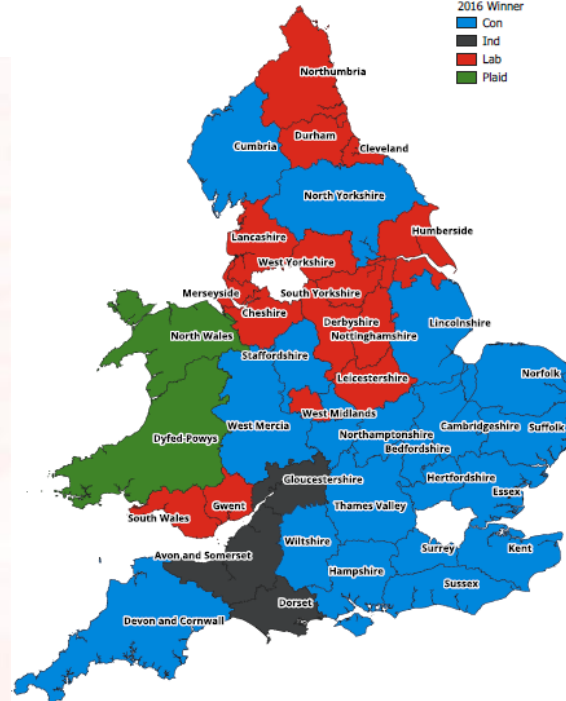 2016 Winner
Con
Ind
Lab
Plaid
Northumbria
Durham
Cumbria
Cleveland
North Yorkshire
Humberside
Lancashire
West Yorkshire
Merseyside
South Yorkshire
Cheshire
Derbyshire
Lincolnshire
North Wales
Nottinghamshire
Staffordshire
Norfolk
Leicestershire
West Midlands
West Mercia
Cambridgeshire
Suffolk
Northamptonshire
Dyfed-Powys
Bedfordshire
Gloucestershire
Hertfordshire
Essex
Gwent
Thames Valley
South Wales
Wiltshire
Surrey
Kent
Avon and Somerset
Hampshire
Sussex
Dorset
Devon and Cornwall